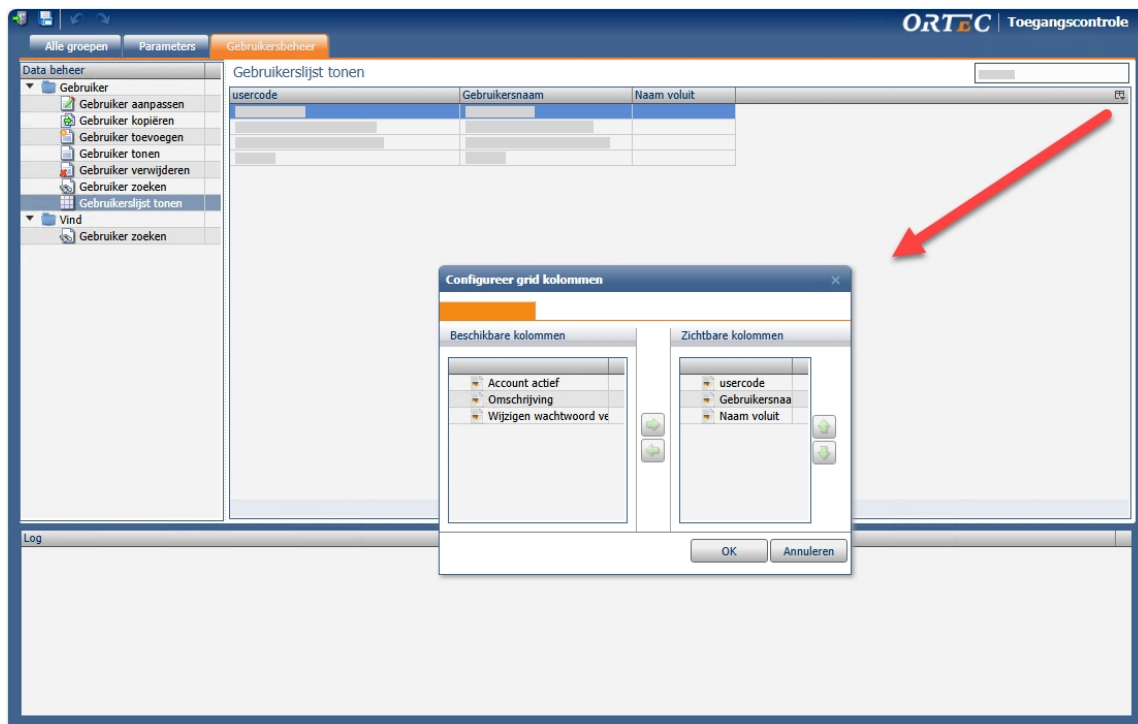 ORTEC | Toegangscontrole
Alle groepen Parameters Gebruikersbeheer
Data beheer
Gebruiker
Gebruiker aanpassen
Gebruiker kopiëren
Gebruiker toevoegen
Gebruiker tonen
Gebruiker verwijderen
Gebruiker zoeken
Gebruikerslijst tonen
Vind
Gebruiker zoeken
Gebruikerslijst tonen
usercode Gebruikersnaam Naam voluit
Configureer grid kolommen
Beschikbare kolommen
Account actief
Omschrijving
Wijzigen wachtwoord ve
Zichtbare kolommen
usercode
Gebruikersnaa
Naam voluit
OK Annuleren
Log